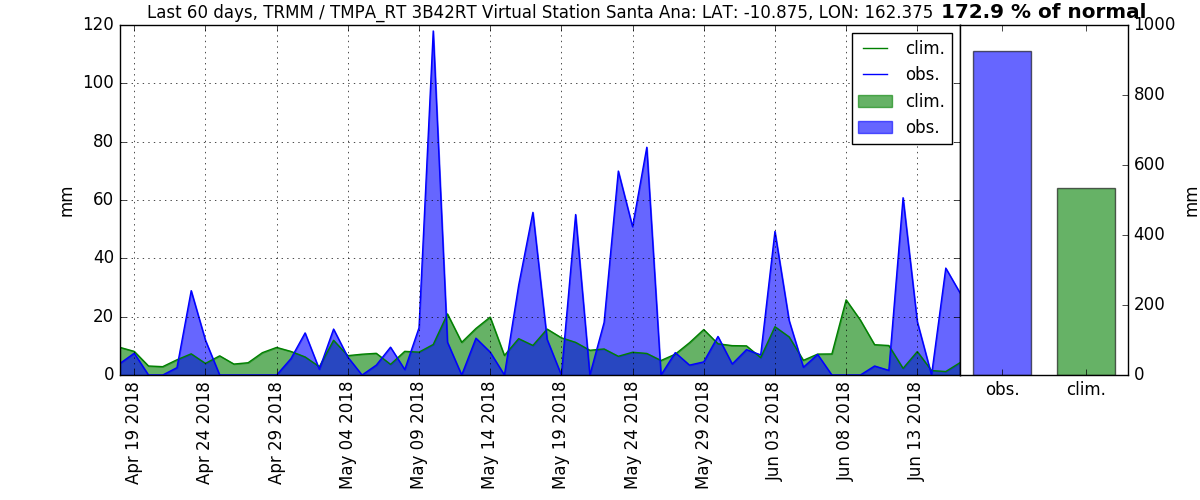 Last 60 days, TRMM / TMPA_RT 3B42RT Virtual Station Santa Ana: LAT: -10.875, LON: 162.375 172.9 % of normal
120
100
80
60
40
20
0
mm
clim.
obs.
clim.
obs.
Apr 19 2018
Apr 24 2018
Apr 29 2018
May 04 2018
May 09 2018
May 14 2018
May 19 2018
May 24 2018
May 29 2018
Jun 03 2018
Jun 08 2018
Jun 13 2018
1000
800
600
400
200
0
mm
obs. clim.